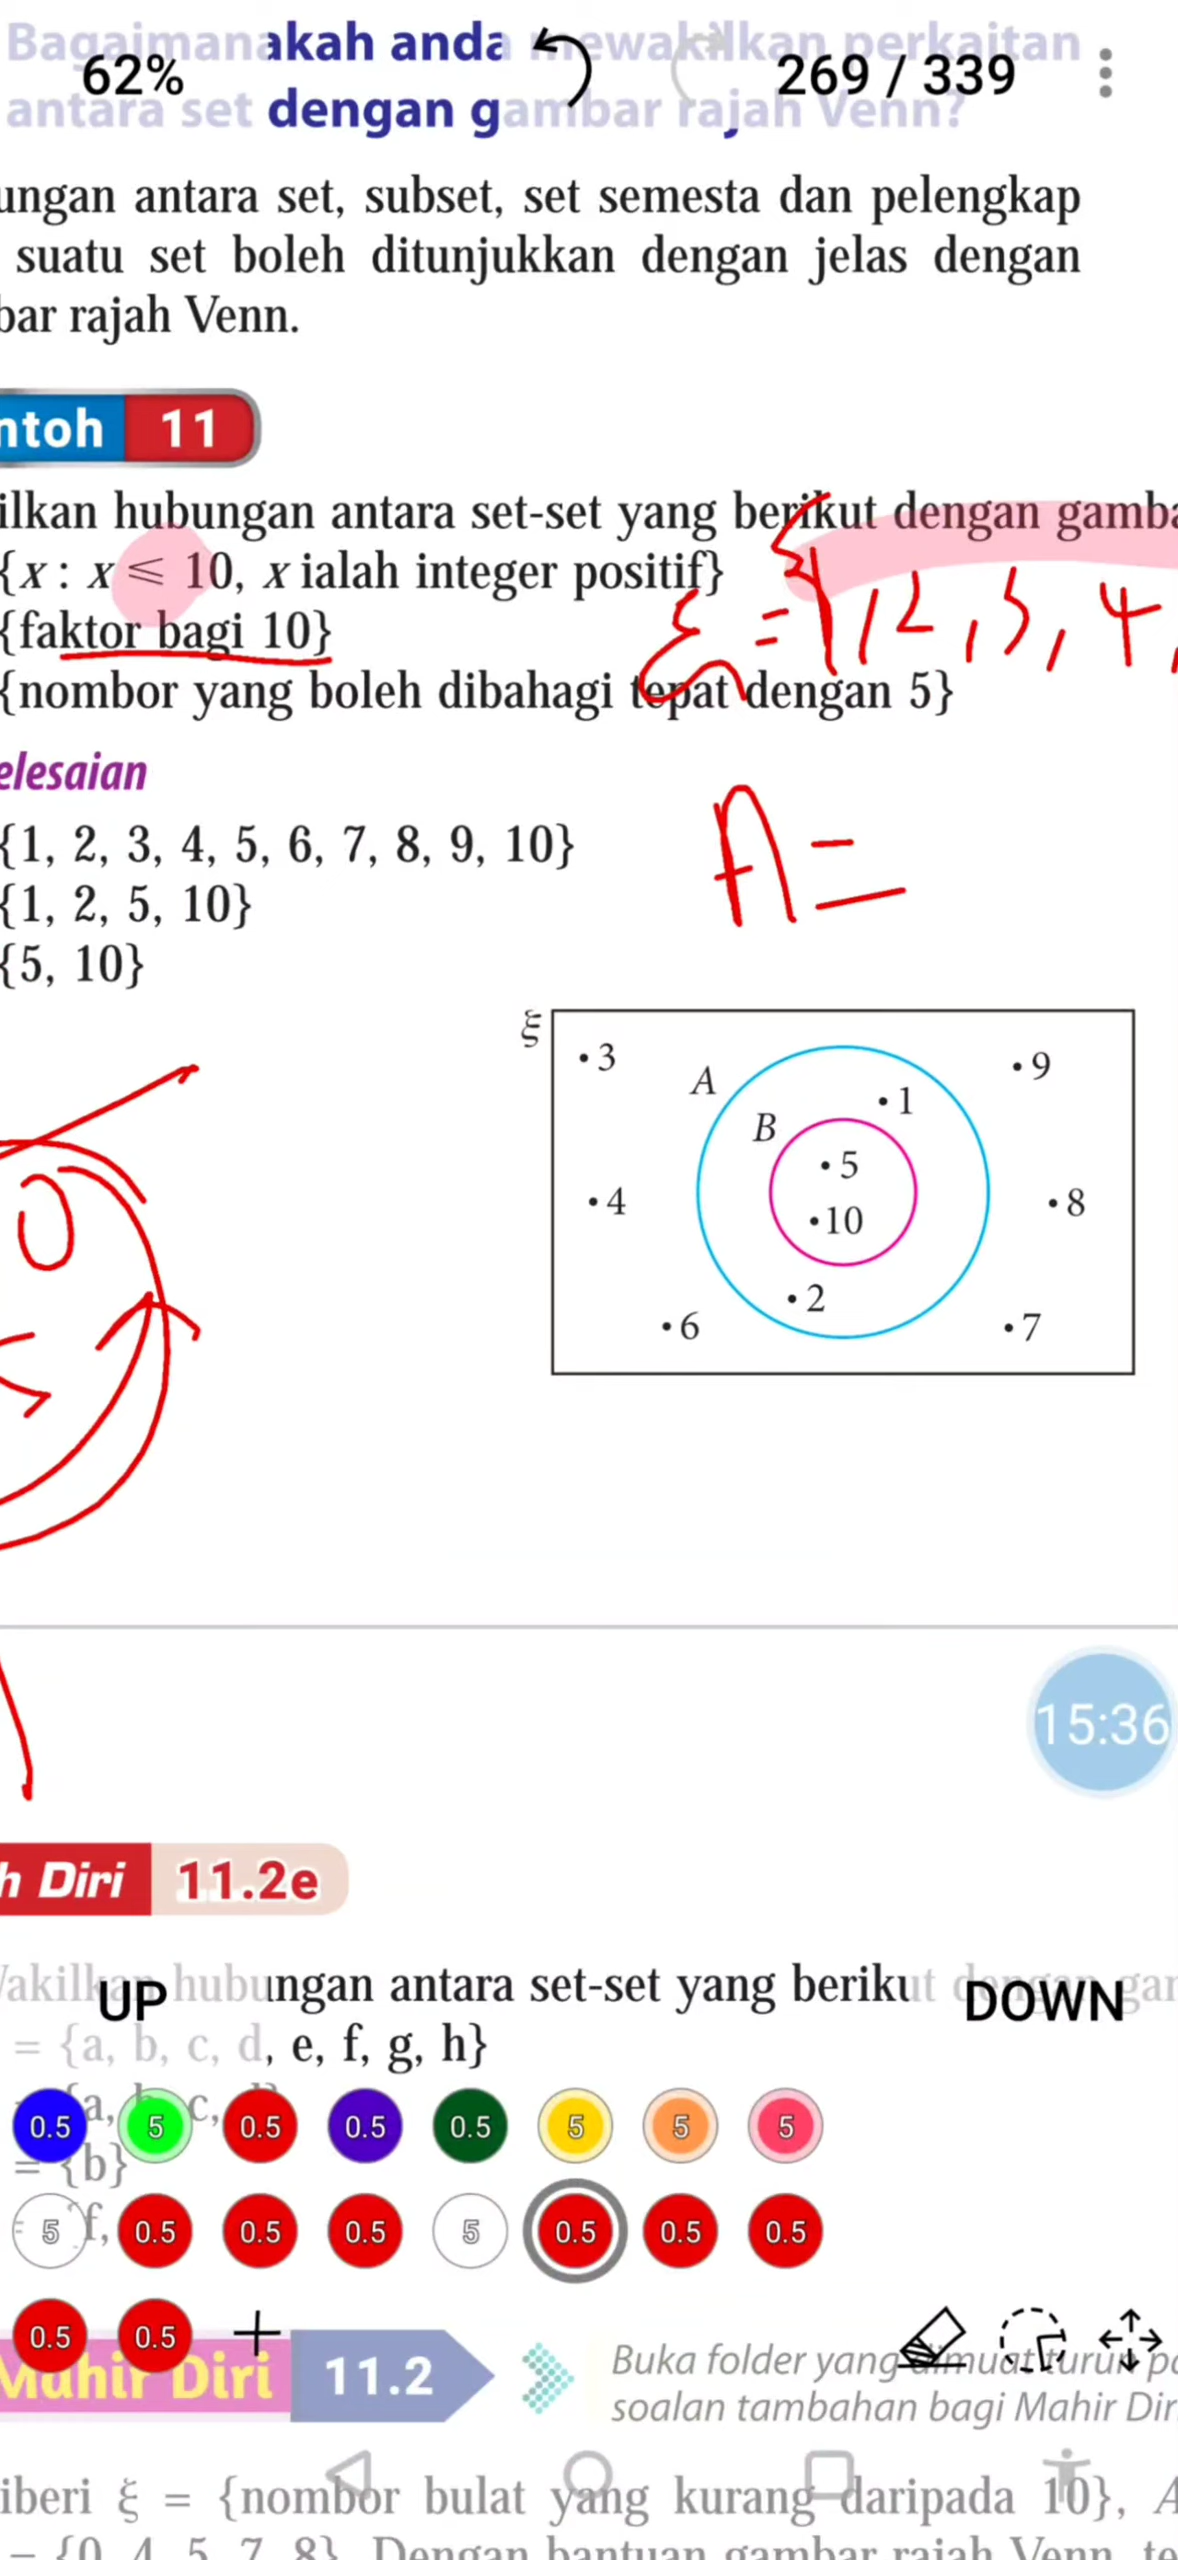 Bagaimanakah anda mewakilkan perkaitan
62%
269 / 339
antara set dengan gambar rajah Venn?
ungan antara set, subset, set semesta dan pelengkap
suatu set boleh ditunjukkan dengan jelas dengan
bar rajah Venn.
ntoh 11
ilkan hubungan antara set-set yang berikut dengan gamba
{x : x ⩽ 10, x ialah integer positif}
{faktor bagi 10}
ξ = {1, 2, 3, 4,
{nombor yang boleh dibahagi tepat dengan 5}
elesaian
{1, 2, 3, 4, 5, 6, 7, 8, 9, 10}
A =
{1, 2, 5, 10}
{5, 10}
ξ
• 3
A
• 9
• 1
B
• 5
• 4
• 8
• 10
• 2
• 6
• 7
15:36
h Diri 11.2e
akilkan hubungan antara set-set yang berikut dengan gar
UP
DOWN
= {a, b, c, d, e, f, g, h}
0.5 5 0.5 0.5 0.5 5 5 5
= {b}
5 0.5 0.5 0.5 5 0.5 0.5 0.5
0.5 0.5 +
Mahir Diri 11.2
Buka folder yang dimuat turun pa
soalan tambahan bagi Mahir Dir
iberi ξ = {nombor bulat yang kurang daripada 10}, A
= {0, 4, 5, 7, 8}. Dengan bantuan gambar rajah Venn, te